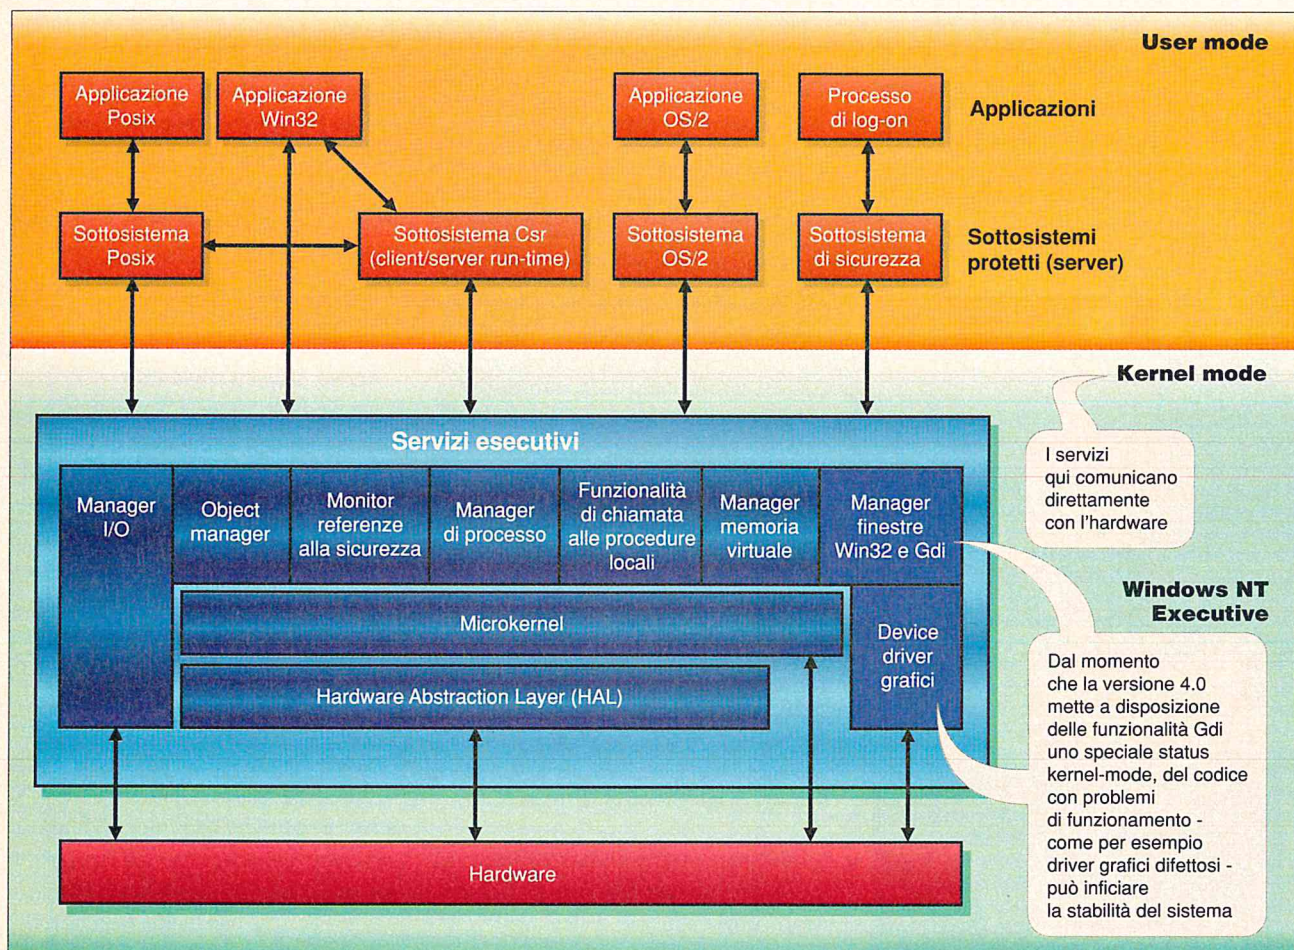 User mode
Applicazione
Posix
Applicazione
Win32
Applicazione
OS/2
Processo
di log-on
Applicazioni
Sottosistema
Posix
Sottosistema Csr
(client/server run-time)
Sottosistema
OS/2
Sottosistema
di sicurezza
Sottosistemi
protetti (server)
Kernel mode
I servizi
qui comunicano
direttamente
con l'hardware
Servizi esecutivi
Manager
I/O
Object
manager
Monitor
referenze
alla sicurezza
Manager
di processo
Funzionalità
di chiamata
alle procedure
locali
Manager
memoria
virtuale
Manager
finestre
Win32 e Gdi
Windows NT
Executive
Microkernel
Device
driver
grafici
Hardware Abstraction Layer (HAL)
Dal momento
che la versione 4.0
mette a disposizione
delle funzionalità Gdi
uno speciale status
kernel-mode, del codice
con problemi
di funzionamento -
come per esempio
driver grafici difettosi -
può inficiare
la stabilità del sistema
Hardware